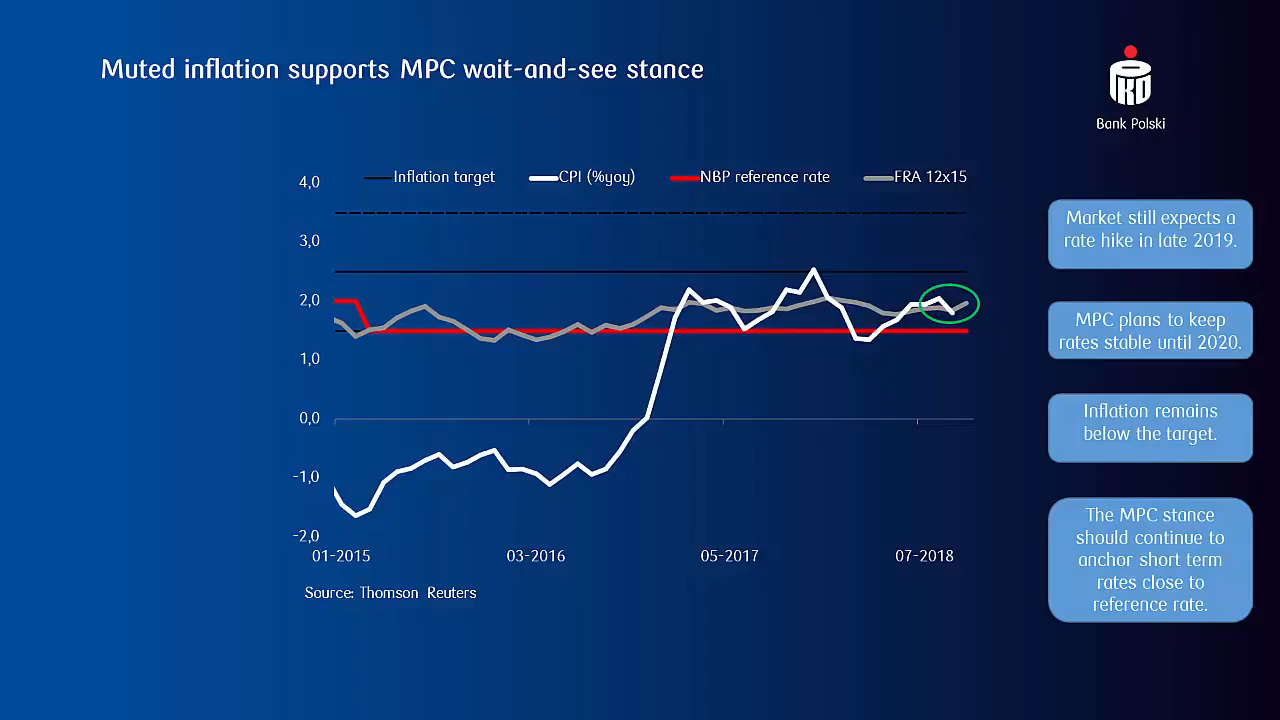 Muted inflation supports MPC wait-and-see stance
PKO
Bank Polski
Inflation target
CPI (%yoy)
NBP reference rate
FRA 12x15
4,0
3,0
2,0
1,0
0,0
-1,0
-2,0
01-2015
03-2016
05-2017
07-2018
Source: Thomson Reuters
Market still expects a
rate hike in late 2019.
MPC plans to keep
rates stable until 2020.
Inflation remains
below the target.
The MPC stance
should continue to
anchor short term
rates close to
reference rate.